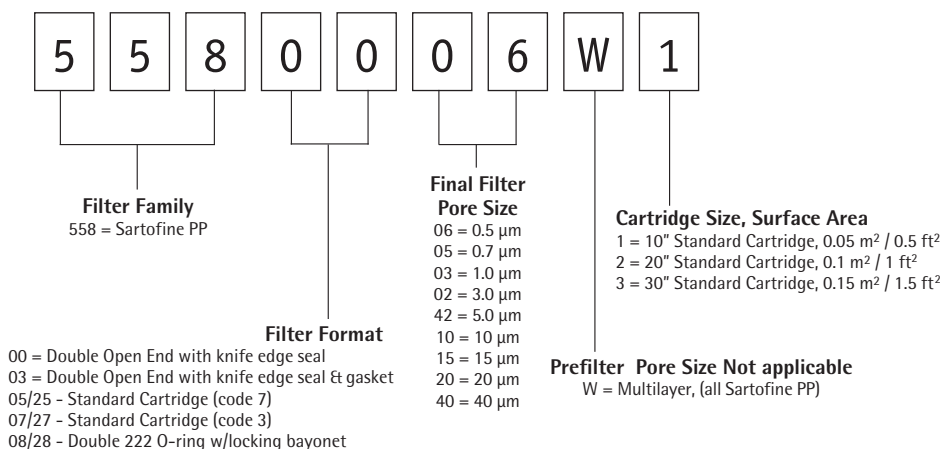 5 5 8 0 0 0 6 W 1
Filter Family
558 = Sartofine PP
Filter Format
00 = Double Open End with knife edge seal
03 = Double Open End with knife edge seal & gasket
05/25 - Standard Cartridge (code 7)
07/27 - Standard Cartridge (code 3)
08/28 - Double 222 O-ring w/locking bayonet
Final Filter
Pore Size
06 = 0.5 µm
05 = 0.7 µm
03 = 1.0 µm
02 = 3.0 µm
42 = 5.0 µm
10 = 10 µm
15 = 15 µm
20 = 20 µm
40 = 40 µm
Prefilter Pore Size Not applicable
W = Multilayer, (all Sartofine PP)
Cartridge Size, Surface Area
1 = 10" Standard Cartridge, 0.05 m² / 0.5 ft²
2 = 20" Standard Cartridge, 0.1 m² / 1 ft²
3 = 30" Standard Cartridge, 0.15 m² / 1.5 ft²